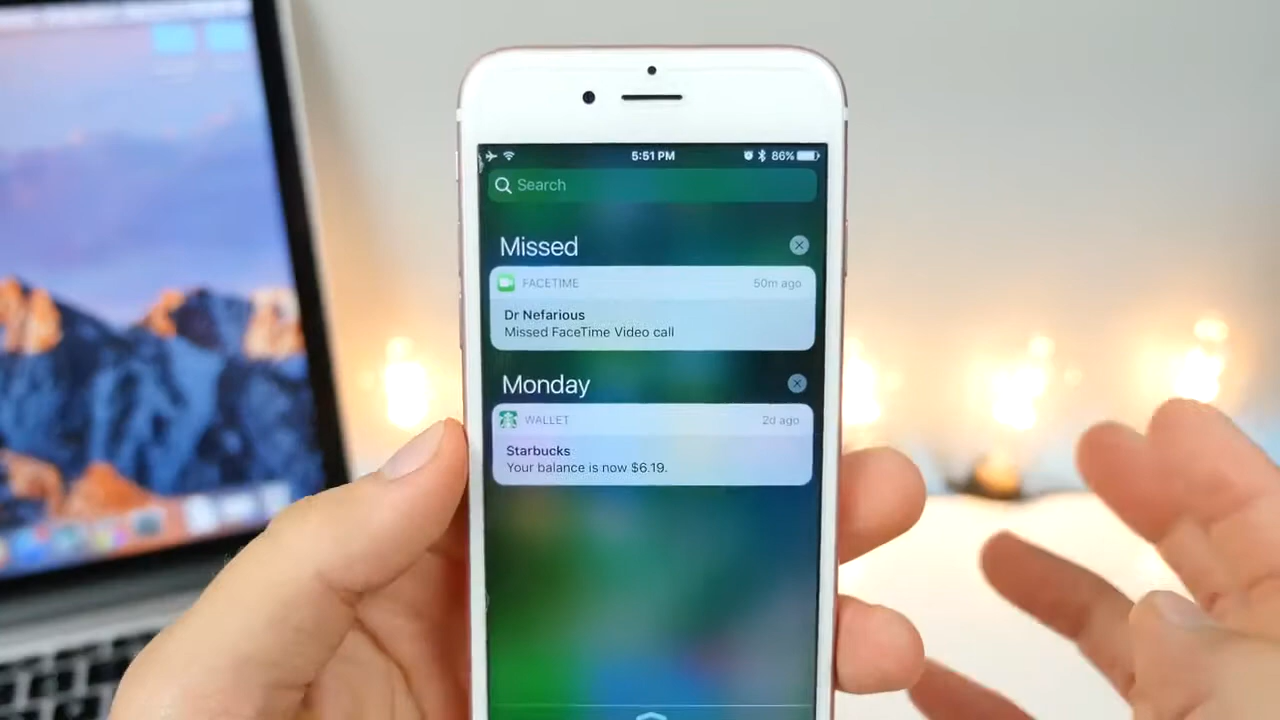 5:51 PM
86%
Search
Missed
FACETIME
50m ago
Dr Nefarious
Missed FaceTime Video call
Monday
WALLET
2d ago
Starbucks
Your balance is now $6.19.